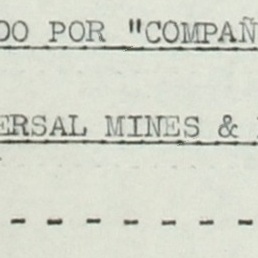 DO POR "COMPAÑ
ERSAL MINES &
- - - - - - - -